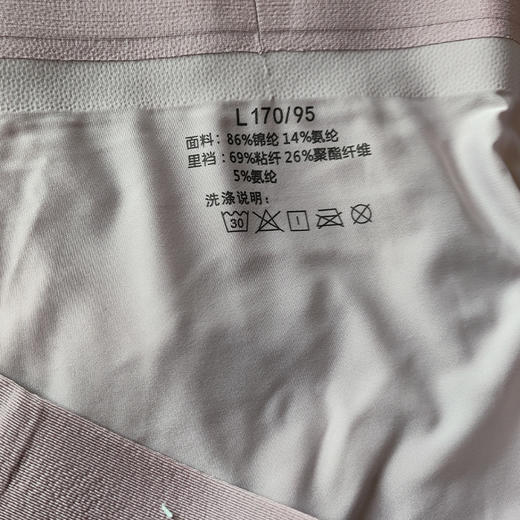 L 170/95
面料：86%锦纶 14%氨纶
里裆：69%粘纤 26%聚酯纤维
5%氨纶
洗涤说明：
30